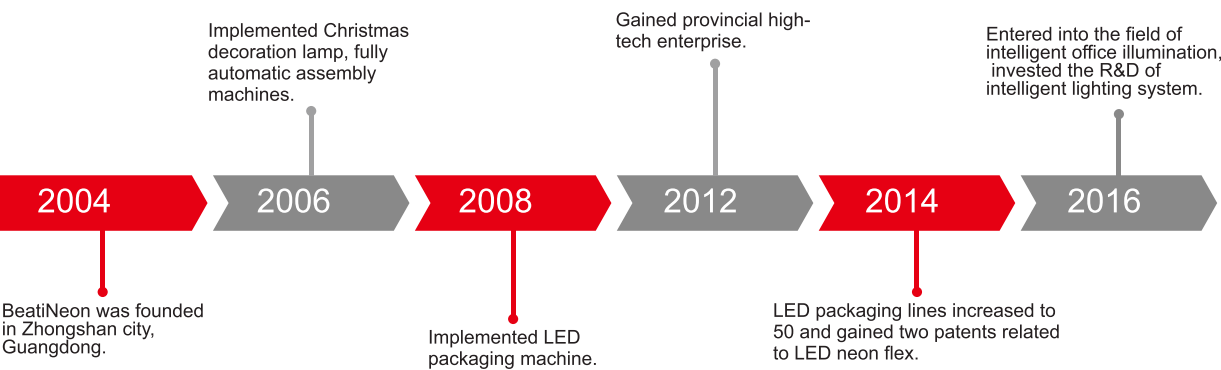 Implemented Christmas
decoration lamp, fully
automatic assembly
machines.
Gained provincial high-
tech enterprise.
Entered into the field of
intelligent office illumination,
invested the R&D of
intelligent lighting system.
2004
2006
2008
2012
2014
2016
BeatiNeon was founded
in Zhongshan city,
Guangdong.
Implemented LED
packaging machine.
LED packaging lines increased to
50 and gained two patents related
to LED neon flex.